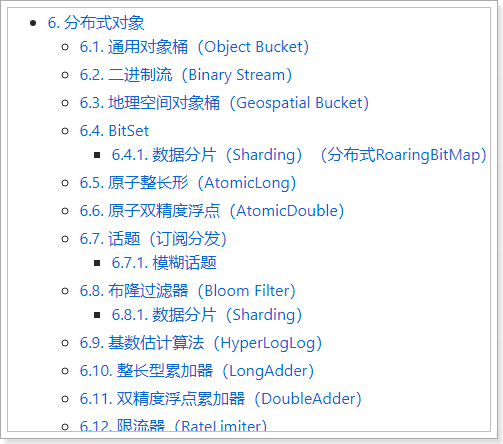 6. 分布式对象
6.1. 通用对象桶（Object Bucket）
6.2. 二进制流（Binary Stream）
6.3. 地理空间对象桶（Geospatial Bucket）
6.4. BitSet
6.4.1. 数据分片（Sharding）（分布式RoaringBitMap）
6.5. 原子整长形（AtomicLong）
6.6. 原子双精度浮点（AtomicDouble）
6.7. 话题（订阅分发）
6.7.1. 模糊话题
6.8. 布隆过滤器（Bloom Filter）
6.8.1. 数据分片（Sharding）
6.9. 基数估计算法（HyperLogLog）
6.10. 整长型累加器（LongAdder）
6.11. 双精度浮点累加器（DoubleAdder）
6.12. 限流器（RateLimiter）